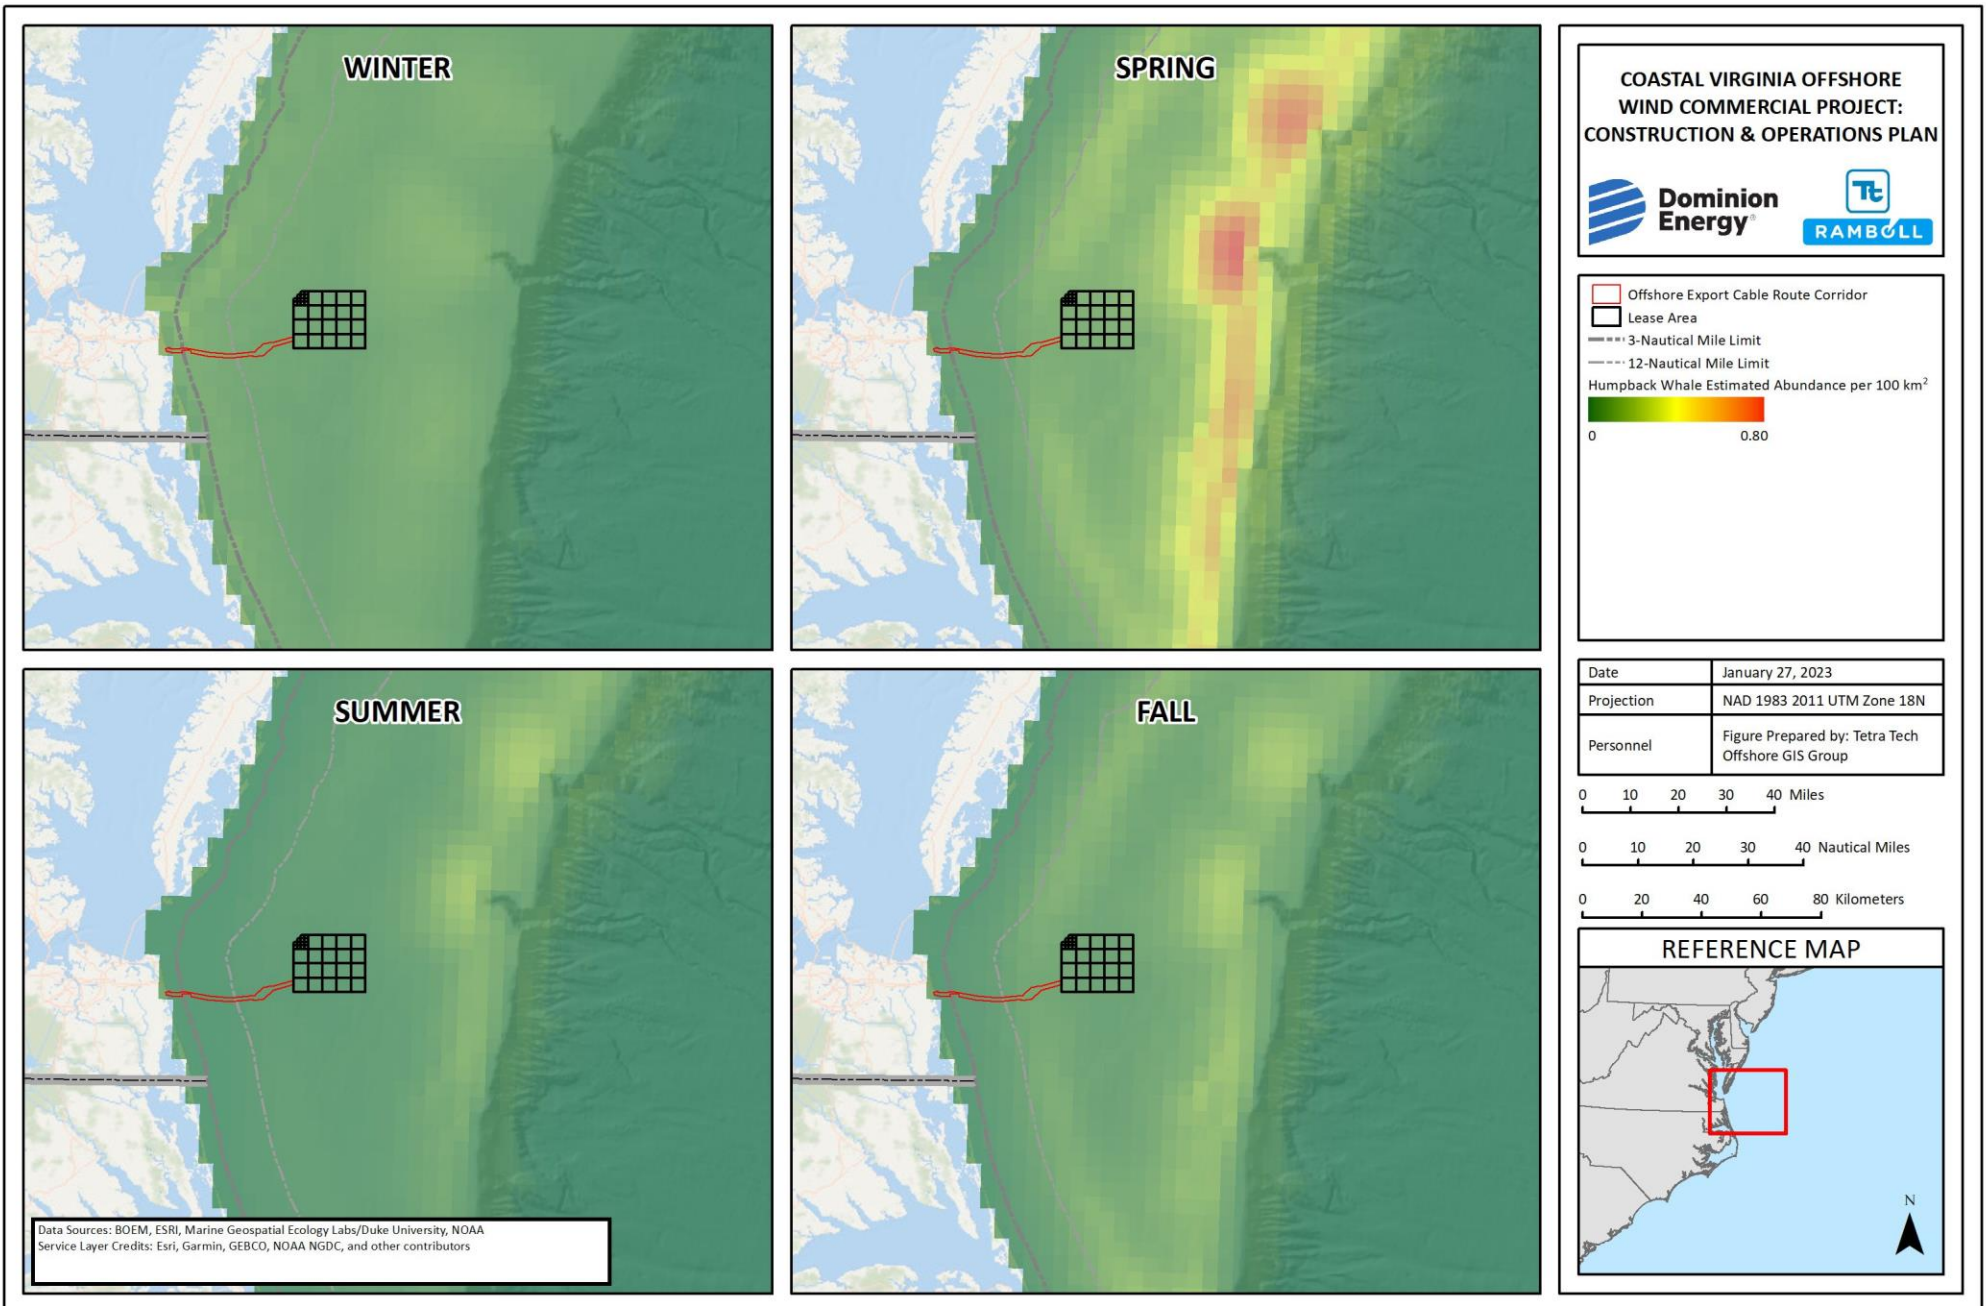 WINTER
SPRING
SUMMER
FALL
Data Sources: BOEM, ESRI, Marine Geospatial Ecology Labs/Duke University, NOAA
Service Layer Credits: Esri, Garmin, GEBCO, NOAA NGDC, and other contributors
COASTAL VIRGINIA OFFSHORE
WIND COMMERCIAL PROJECT:
CONSTRUCTION & OPERATIONS PLAN
Dominion
Energy®
Tt
RAMBOLL
Offshore Export Cable Route Corridor
Lease Area
3-Nautical Mile Limit
12-Nautical Mile Limit
Humpback Whale Estimated Abundance per 100 km²
0 0.80
Date January 27, 2023
Projection NAD 1983 2011 UTM Zone 18N
Personnel Figure Prepared by: Tetra Tech
Offshore GIS Group
0 10 20 30 40 Miles
0 10 20 30 40 Nautical Miles
0 20 40 60 80 Kilometers
REFERENCE MAP
N